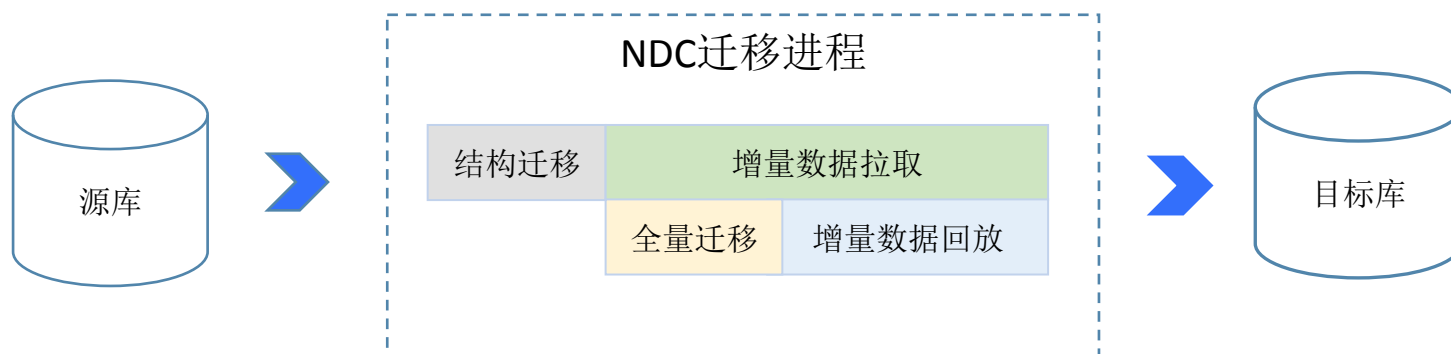 NDC迁移进程
源库
结构迁移
增量数据拉取
全量迁移
增量数据回放
目标库